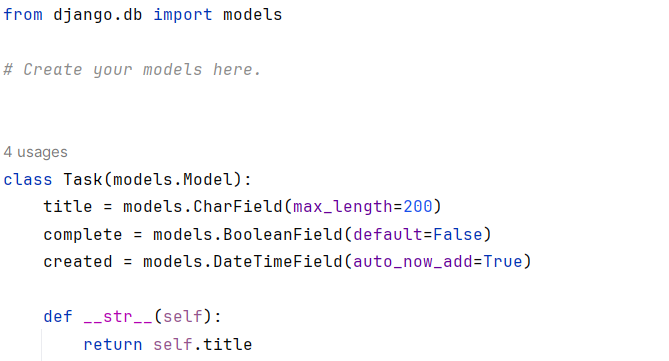 from django.db import models
# Create your models here.
4 usages
class Task(models.Model):
    title = models.CharField(max_length=200)
    complete = models.BooleanField(default=False)
    created = models.DateTimeField(auto_now_add=True)
    def __str__(self):
        return self.title